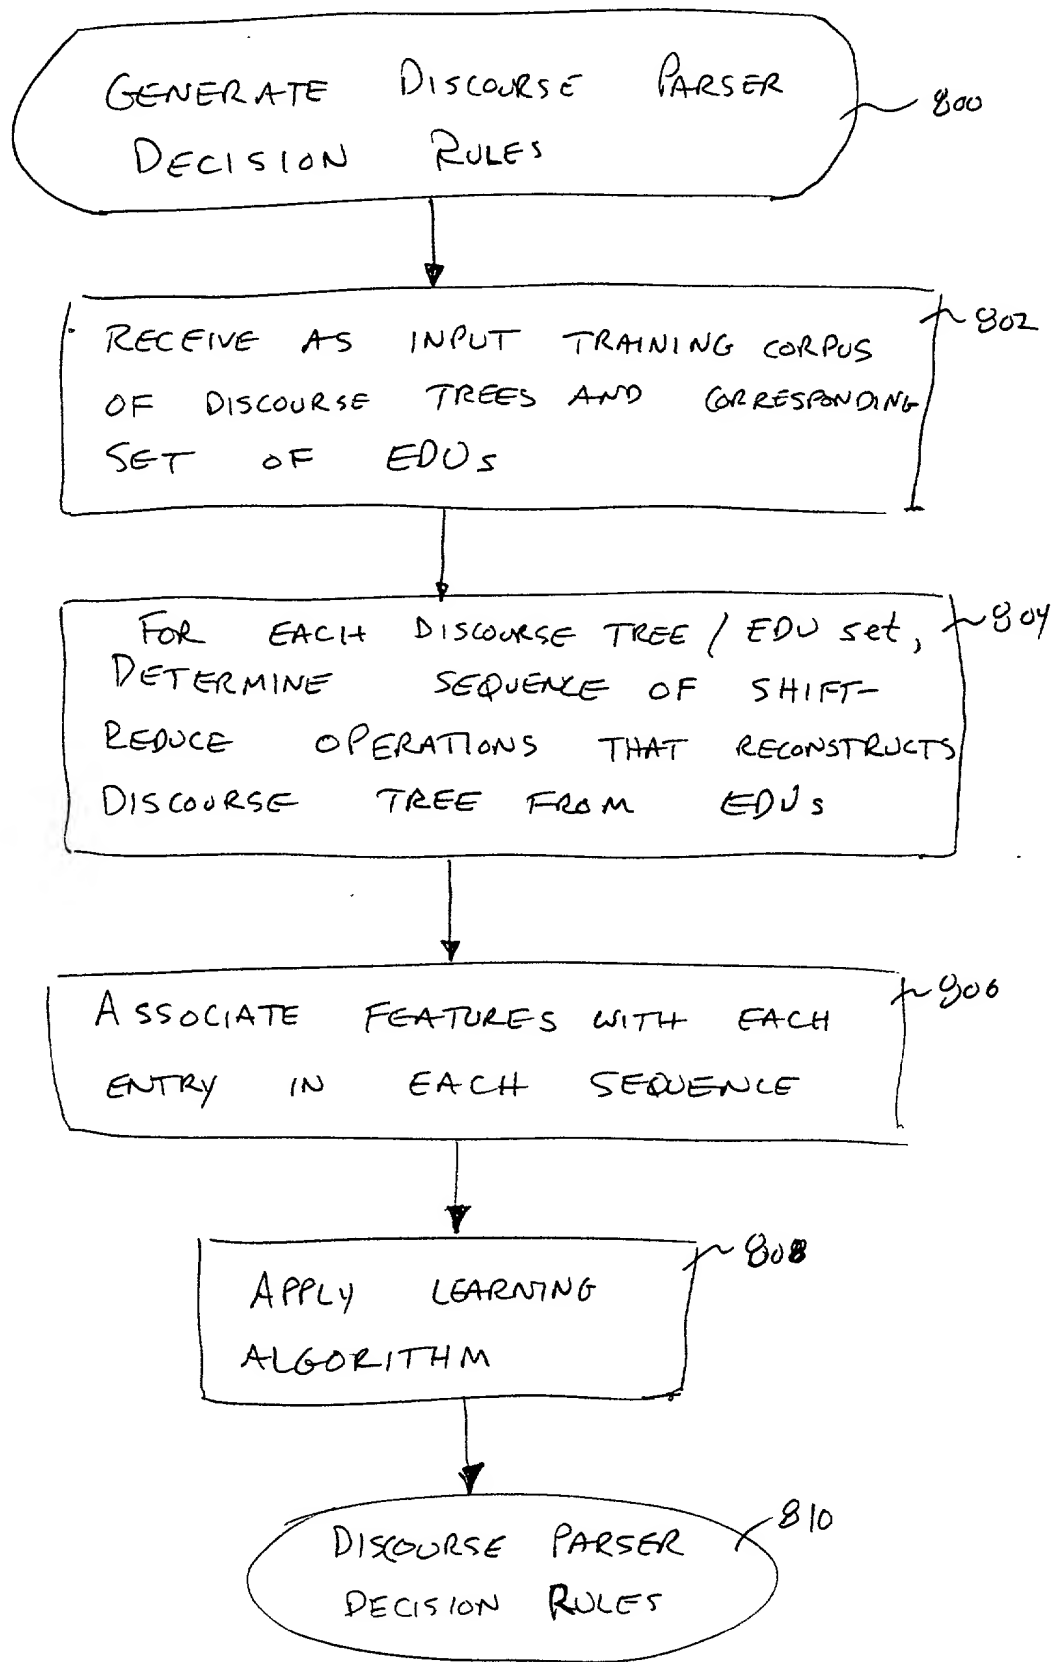 GENERATE DISCOURSE PARSER
DECISION RULES
800
RECEIVE AS INPUT TRAINING CORPUS
OF DISCOURSE TREES AND CORRESPONDING
SET OF EDUs
802
FOR EACH DISCOURSE TREE / EDU set,
DETERMINE SEQUENCE OF SHIFT-
REDUCE OPERATIONS THAT RECONSTRUCTS
DISCOURSE TREE FROM EDUs
804
ASSOCIATE FEATURES WITH EACH
ENTRY IN EACH SEQUENCE
806
APPLY LEARNING
ALGORITHM
808
DISCOURSE PARSER
DECISION RULES
810